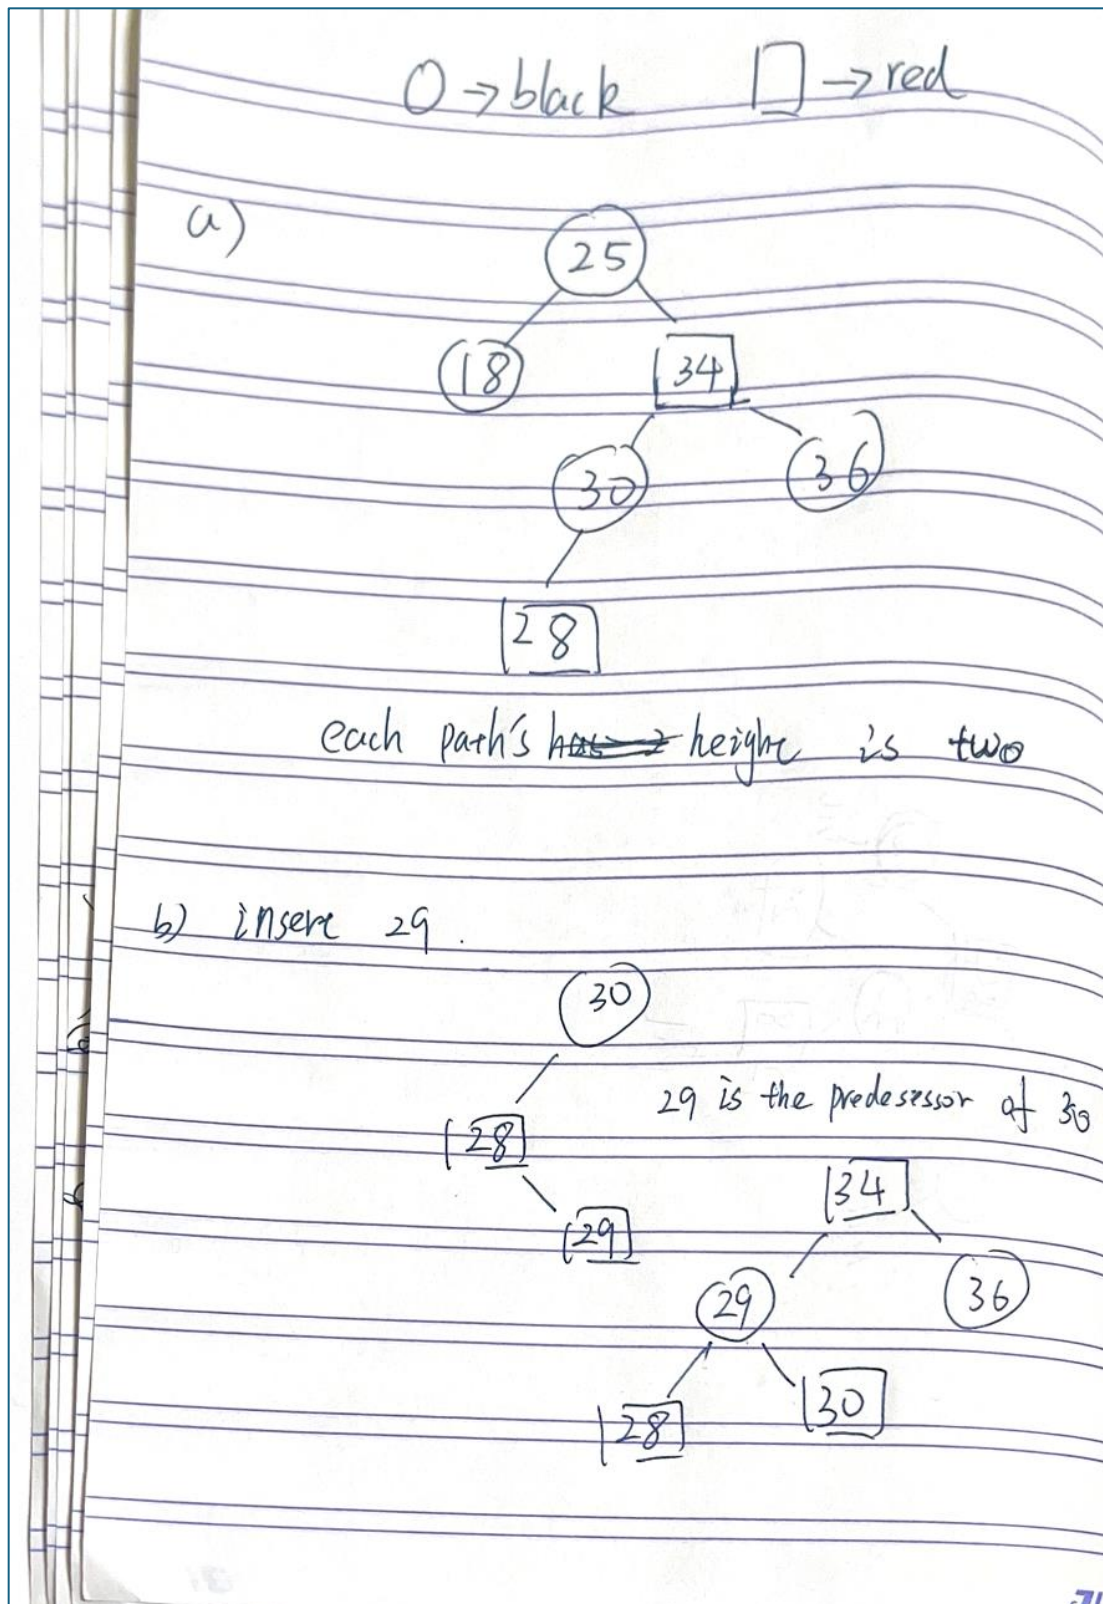 O → black □ → red
a)
25
18 34
30 36
28
each path's height is two
b) insert 29.
30
29 is the predesessor of 30
28
34
29
29 36
28 30